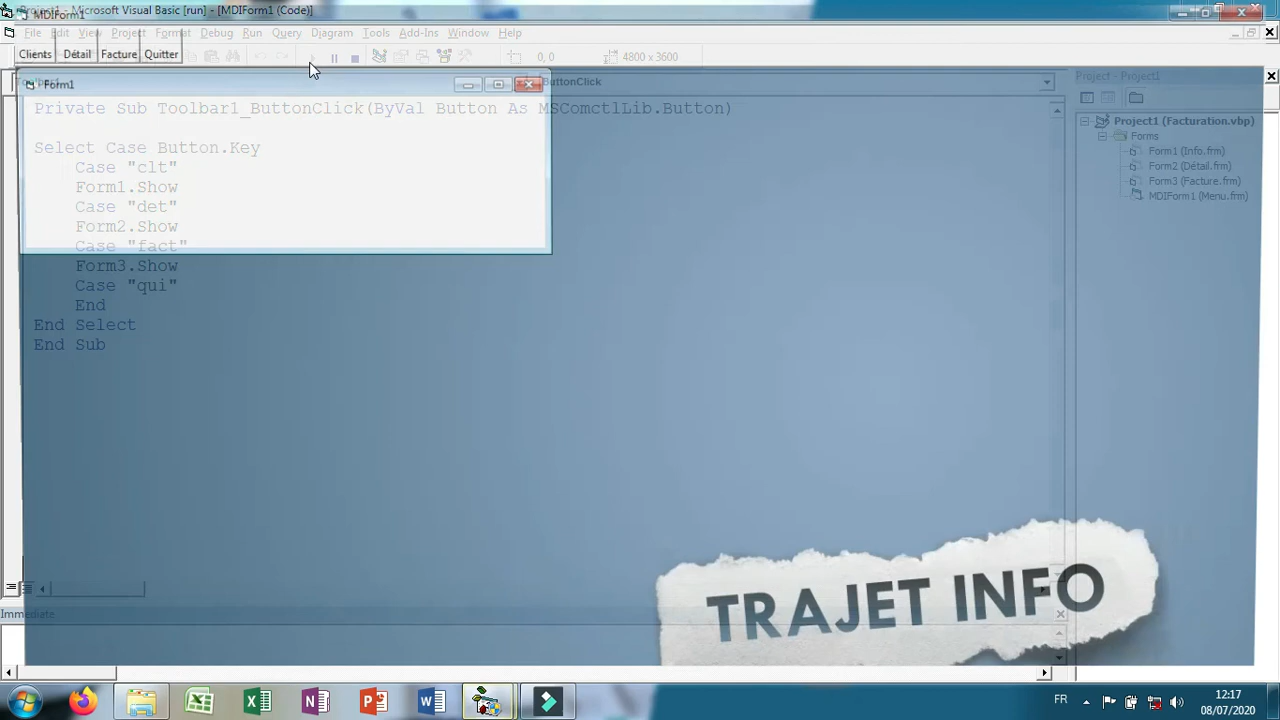 Project1 - Microsoft Visual Basic [run] - [MDIForm1 (Code)]
MDIForm1
File Edit View Project Format Debug Run Query Diagram Tools Add-Ins Window Help
Clients Détail Facture Quitter
0, 0 4800 x 3600
Form1
ButtonClick
Project - Project1
Private Sub Toolbar1_ButtonClick(ByVal Button As MSComctlLib.Button)
Select Case Button.Key
Case "clt"
Form1.Show
Case "det"
Form2.Show
Case "fact"
Form3.Show
Case "qui"
End
End Select
End Sub
Project1 (Facturation.vbp)
Forms
Form1 (Info.frm)
Form2 (Détail.frm)
Form3 (Facture.frm)
MDIForm1 (Menu.frm)
TRAJET INFO
Immediate
FR
12:17
08/07/2020